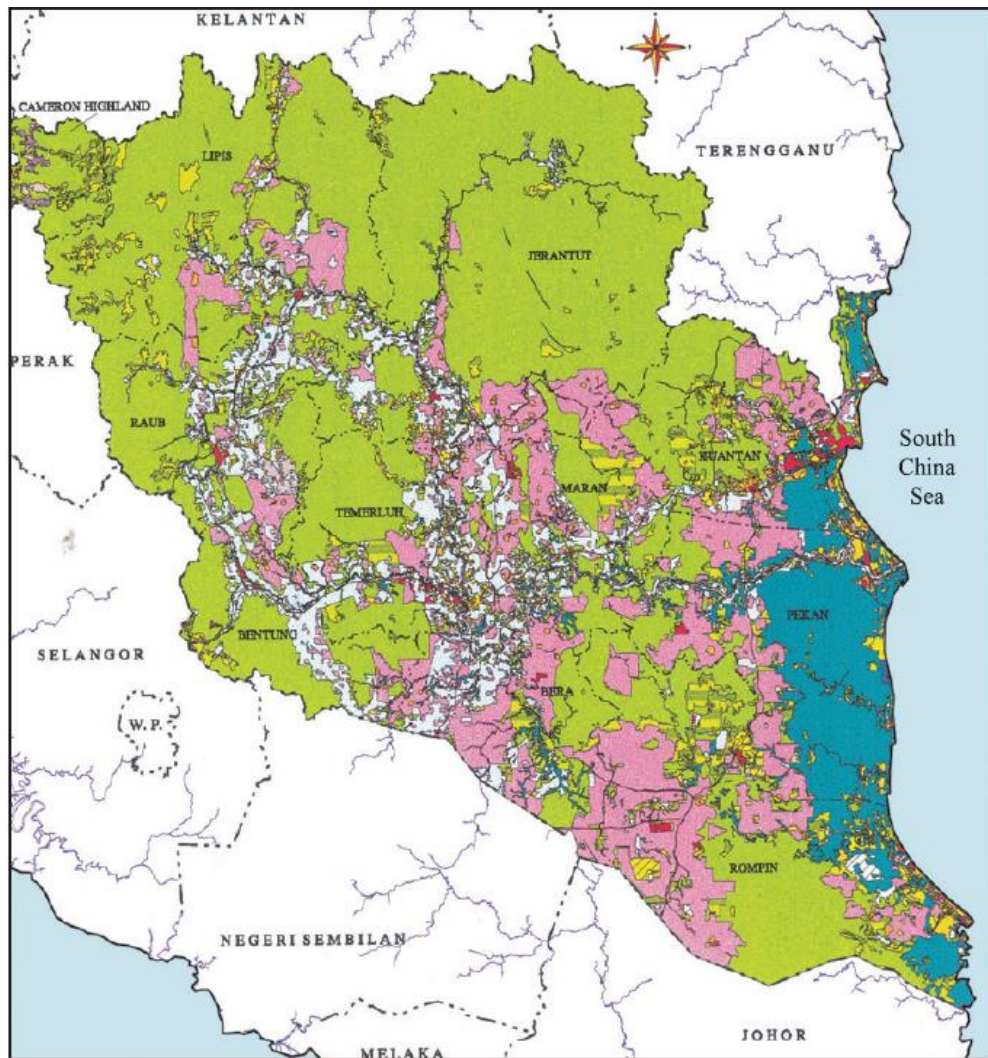 KELANTAN
CAMERON HIGHLAND
LIPIS
TERENGGANU
JERANTUT
PERAK
RAUB
KUANTAN
South
China
Sea
MARAN
TEMERLUH
PEKAN
BENTUNG
SELANGOR
BERA
W.P.
ROMPIN
NEGERI SEMBILAN
JOHOR
MELAKA